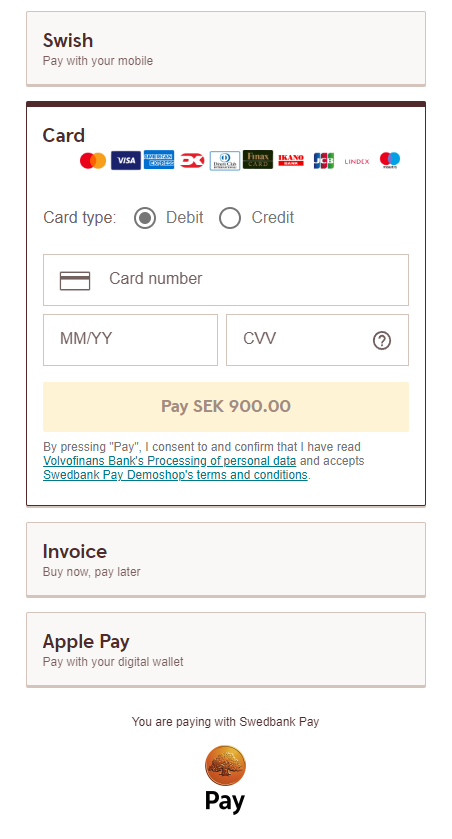 Swish
Pay with your mobile
Card
VISA AMERICAN EXPRESS DC Diners Club Finax CARD IKANO BANK JCB LINDEX
Card type: Debit Credit
Card number
MM/YY CVV ?
Pay SEK 900.00
By pressing "Pay", I consent to and confirm that I have read
Volvofinans Bank's Processing of personal data and accepts
Swedbank Pay Demoshop's terms and conditions.
Invoice
Buy now, pay later
Apple Pay
Pay with your digital wallet
You are paying with Swedbank Pay
Pay